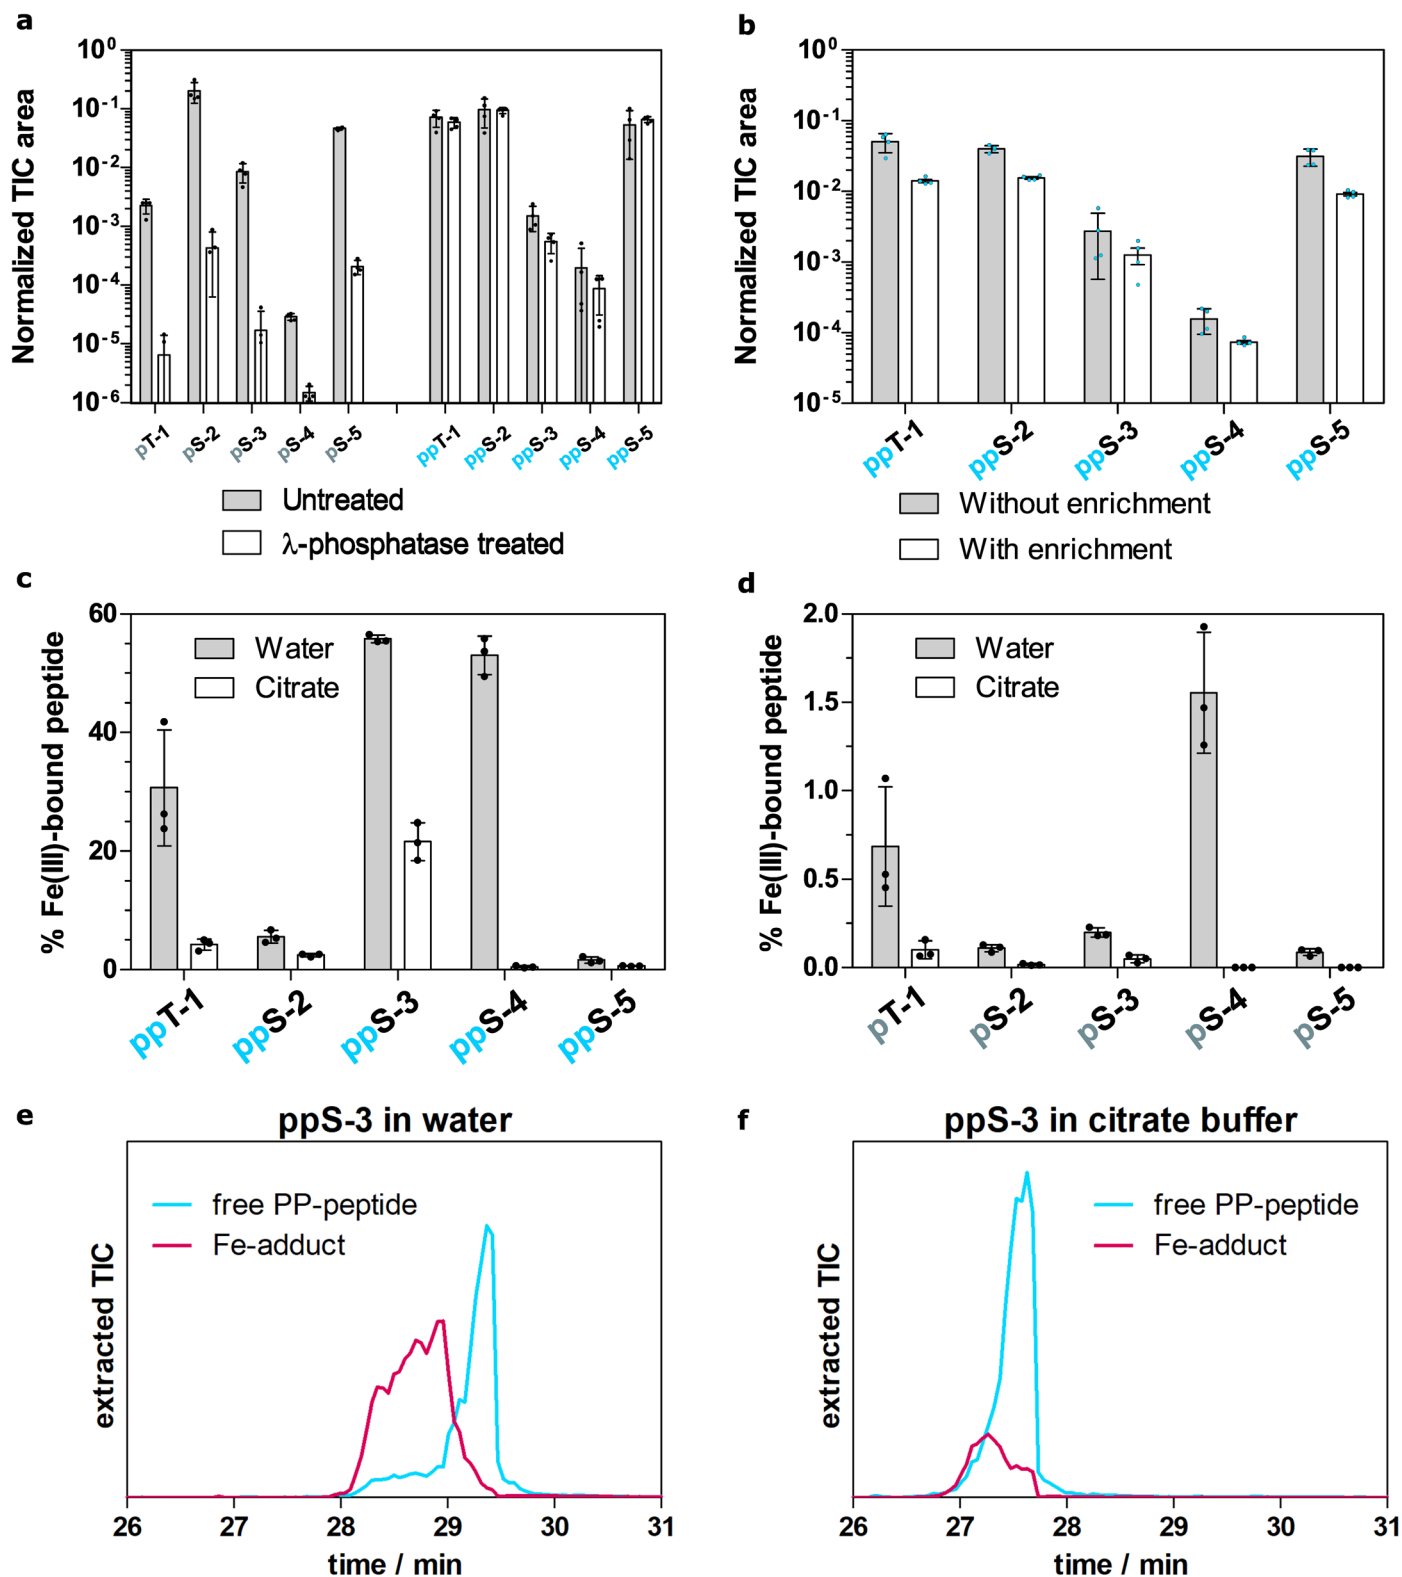 a
10⁰
10⁻¹
10⁻²
10⁻³
10⁻⁴
10⁻⁵
10⁻⁶
Normalized TIC area
pT-1
pS-2
pS-3
pS-4
pS-5
ppT-1
ppS-2
ppS-3
ppS-4
ppS-5
Untreated
λ-phosphatase treated
b
10⁰
10⁻¹
10⁻²
10⁻³
10⁻⁴
10⁻⁵
Normalized TIC area
ppT-1
ppS-2
ppS-3
ppS-4
ppS-5
Without enrichment
With enrichment
c
60
40
20
0
% Fe(III)-bound peptide
Water
Citrate
ppT-1
ppS-2
ppS-3
ppS-4
ppS-5
d
2.0
1.5
1.0
0.5
0.0
% Fe(III)-bound peptide
Water
Citrate
pT-1
pS-2
pS-3
pS-4
pS-5
e
ppS-3 in water
free PP-peptide
Fe-adduct
extracted TIC
26 27 28 29 30 31
time / min
f
ppS-3 in citrate buffer
free PP-peptide
Fe-adduct
extracted TIC
26 27 28 29 30 31
time / min